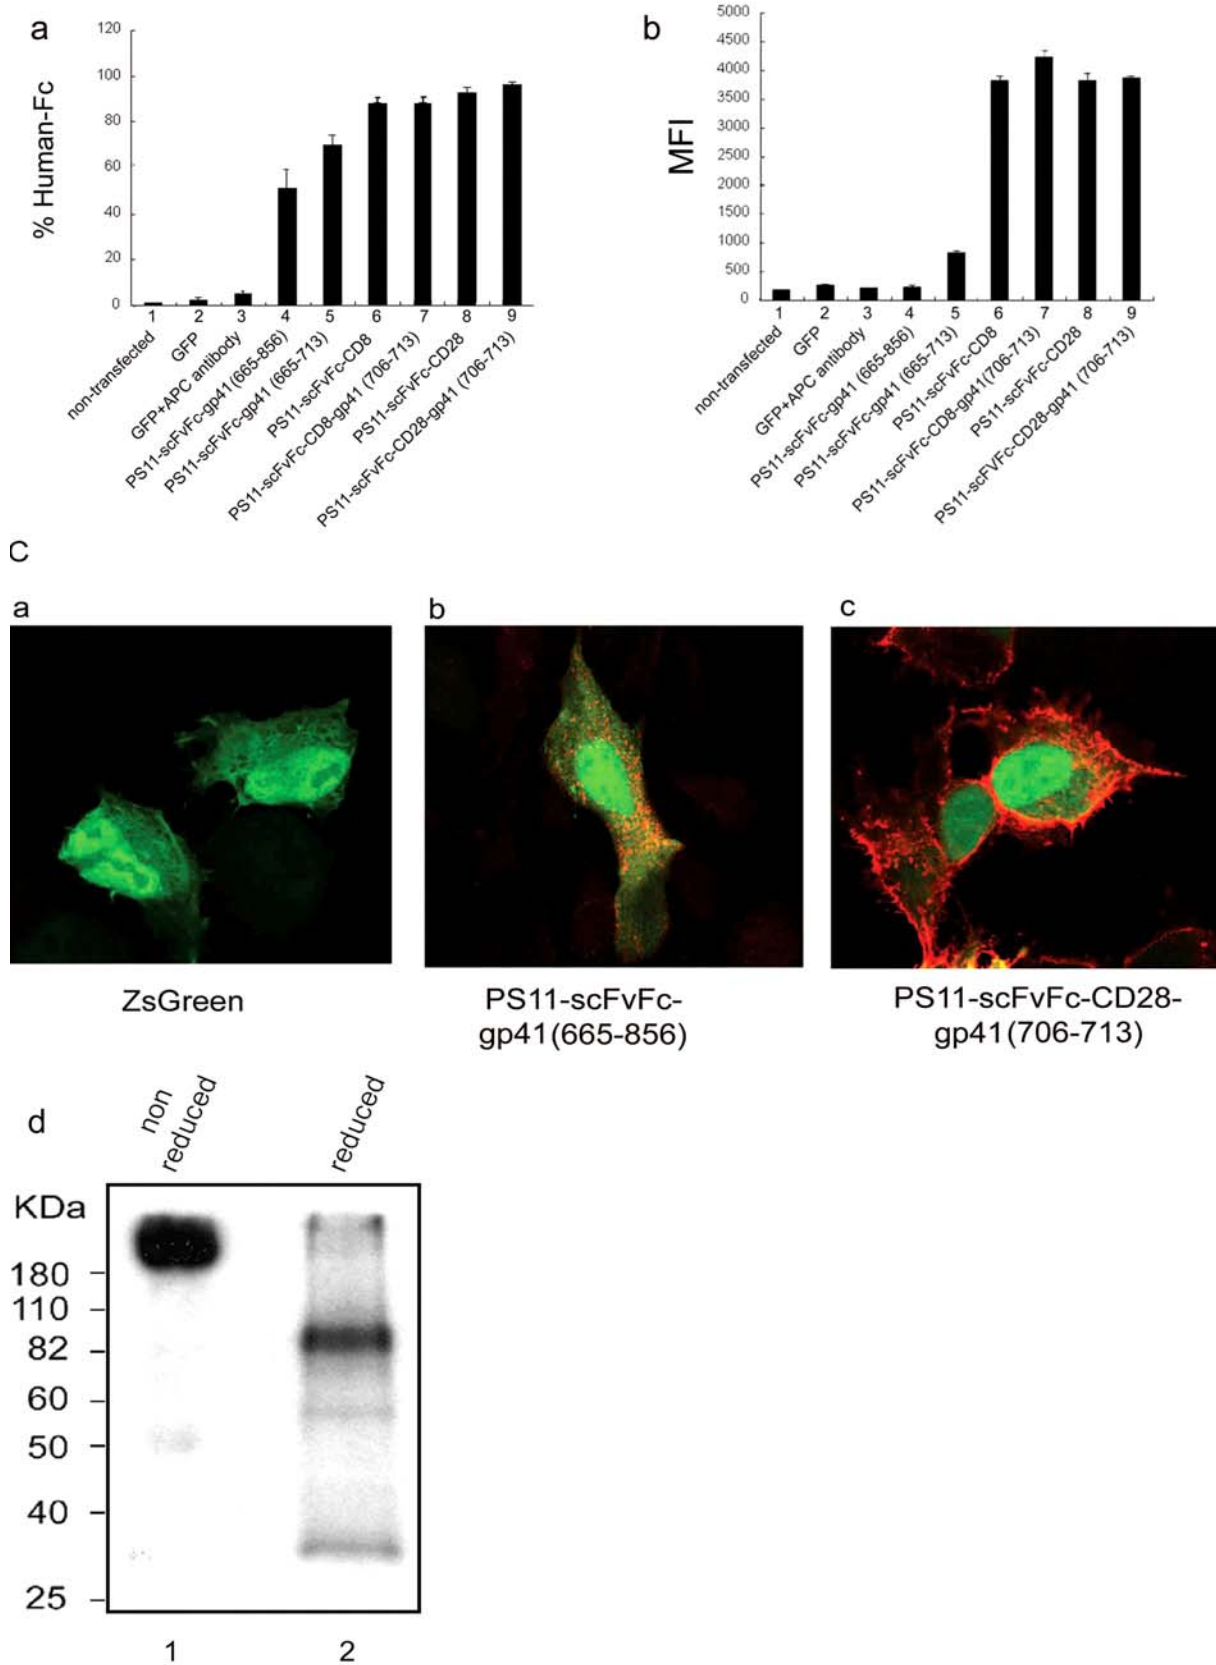 a
% Human-Fc
120
100
80
60
40
20
0
1 2 3 4 5 6 7 8 9
non-transfected
GFP
GFP+APC antibody
PS11-scFvFc-gp41 (665-856)
PS11-scFvFc-gp41 (665-713)
PS11-scFvFc-CD8
PS11-scFvFc-CD8-gp41 (706-713)
PS11-scFvFc-CD28
PS11-scFvFc-CD28-gp41 (706-713)
b
MFI
5000
4500
4000
3500
3000
2500
2000
1500
1000
500
0
1 2 3 4 5 6 7 8 9
non-transfected
GFP
GFP+APC antibody
PS11-scFvFc-gp41 (665-856)
PS11-scFvFc-gp41 (665-713)
PS11-scFvFc-CD8
PS11-scFvFc-CD8-gp41(706-713)
PS11-scFvFc-CD28
PS11-scFvFc-CD28-gp41 (706-713)
C
a
b
c
ZsGreen
PS11-scFvFc-
gp41(665-856)
PS11-scFvFc-CD28-
gp41(706-713)
d
non
reduced
reduced
KDa
180
110
82
60
50
40
25
1 2